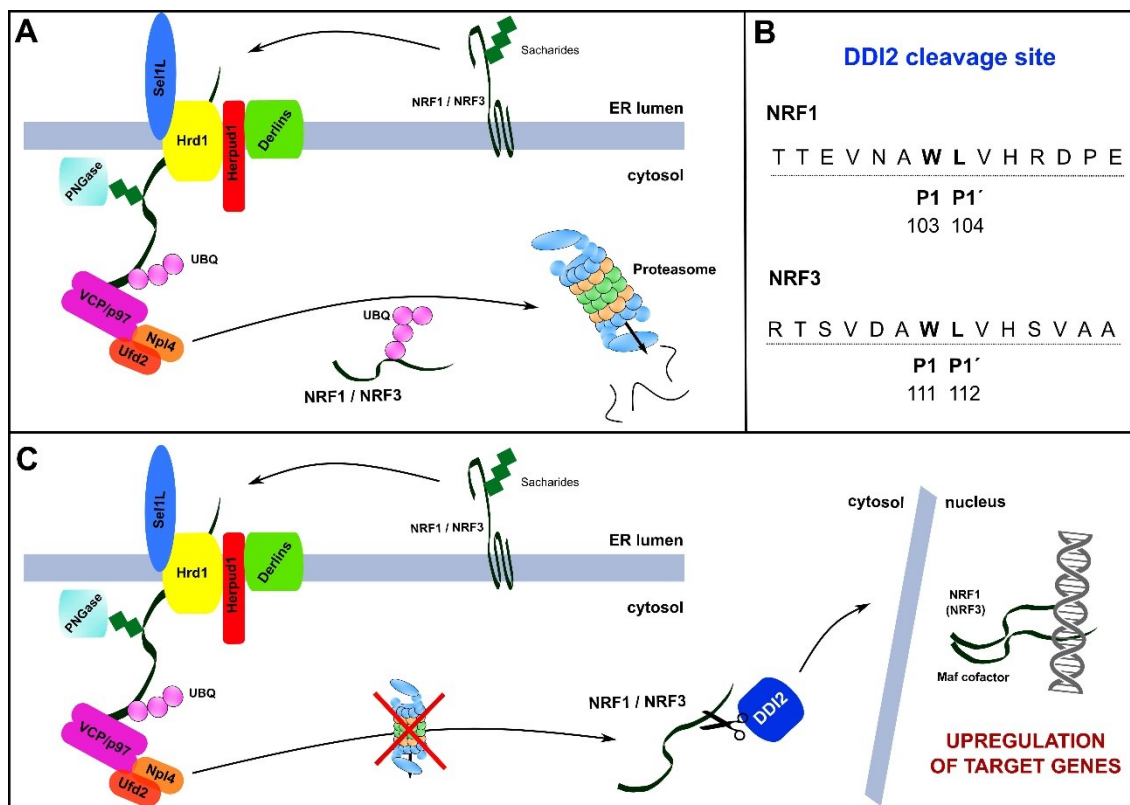 A
Sel1L
Hrd1
Herpud1
Derlins
NRF1 / NRF3
Sacharides
ER lumen
cytosol
PNGase
UBQ
VCP/p97
Npl4
Ufd2
UBQ
NRF1 / NRF3
Proteasome
B
DDI2 cleavage site
NRF1
T T E V N A W L V H R D P E
P1 P1´
103 104
NRF3
R T S V D A W L V H S V A A
P1 P1´
111 112
C
Sel1L
Hrd1
Herpud1
Derlins
NRF1 / NRF3
Sacharides
ER lumen
cytosol
PNGase
UBQ
VCP/p97
Npl4
Ufd2
NRF1 / NRF3
DDI2
cytosol
nucleus
NRF1
(NRF3)
Maf cofactor
UPREGULATION
OF TARGET GENES